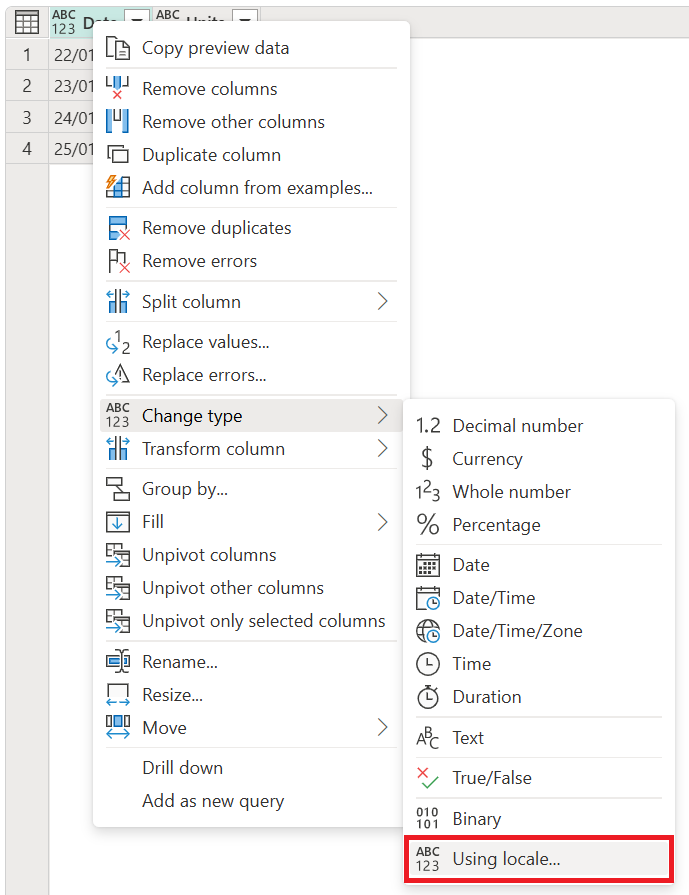 ABC
123
Date
ABC
123
Units
1
22/01
2
23/01
3
24/01
4
25/01
Copy preview data
Remove columns
Remove other columns
Duplicate column
Add column from examples...
Remove duplicates
Remove errors
Split column
Replace values...
Replace errors...
ABC
123
Change type
Transform column
Group by...
Fill
Unpivot columns
Unpivot other columns
Unpivot only selected columns
Rename...
Resize...
Move
Drill down
Add as new query
1.2 Decimal number
$ Currency
123 Whole number
% Percentage
Date
Date/Time
Date/Time/Zone
Time
Duration
ABC Text
True/False
010
101
Binary
ABC
123
Using locale...